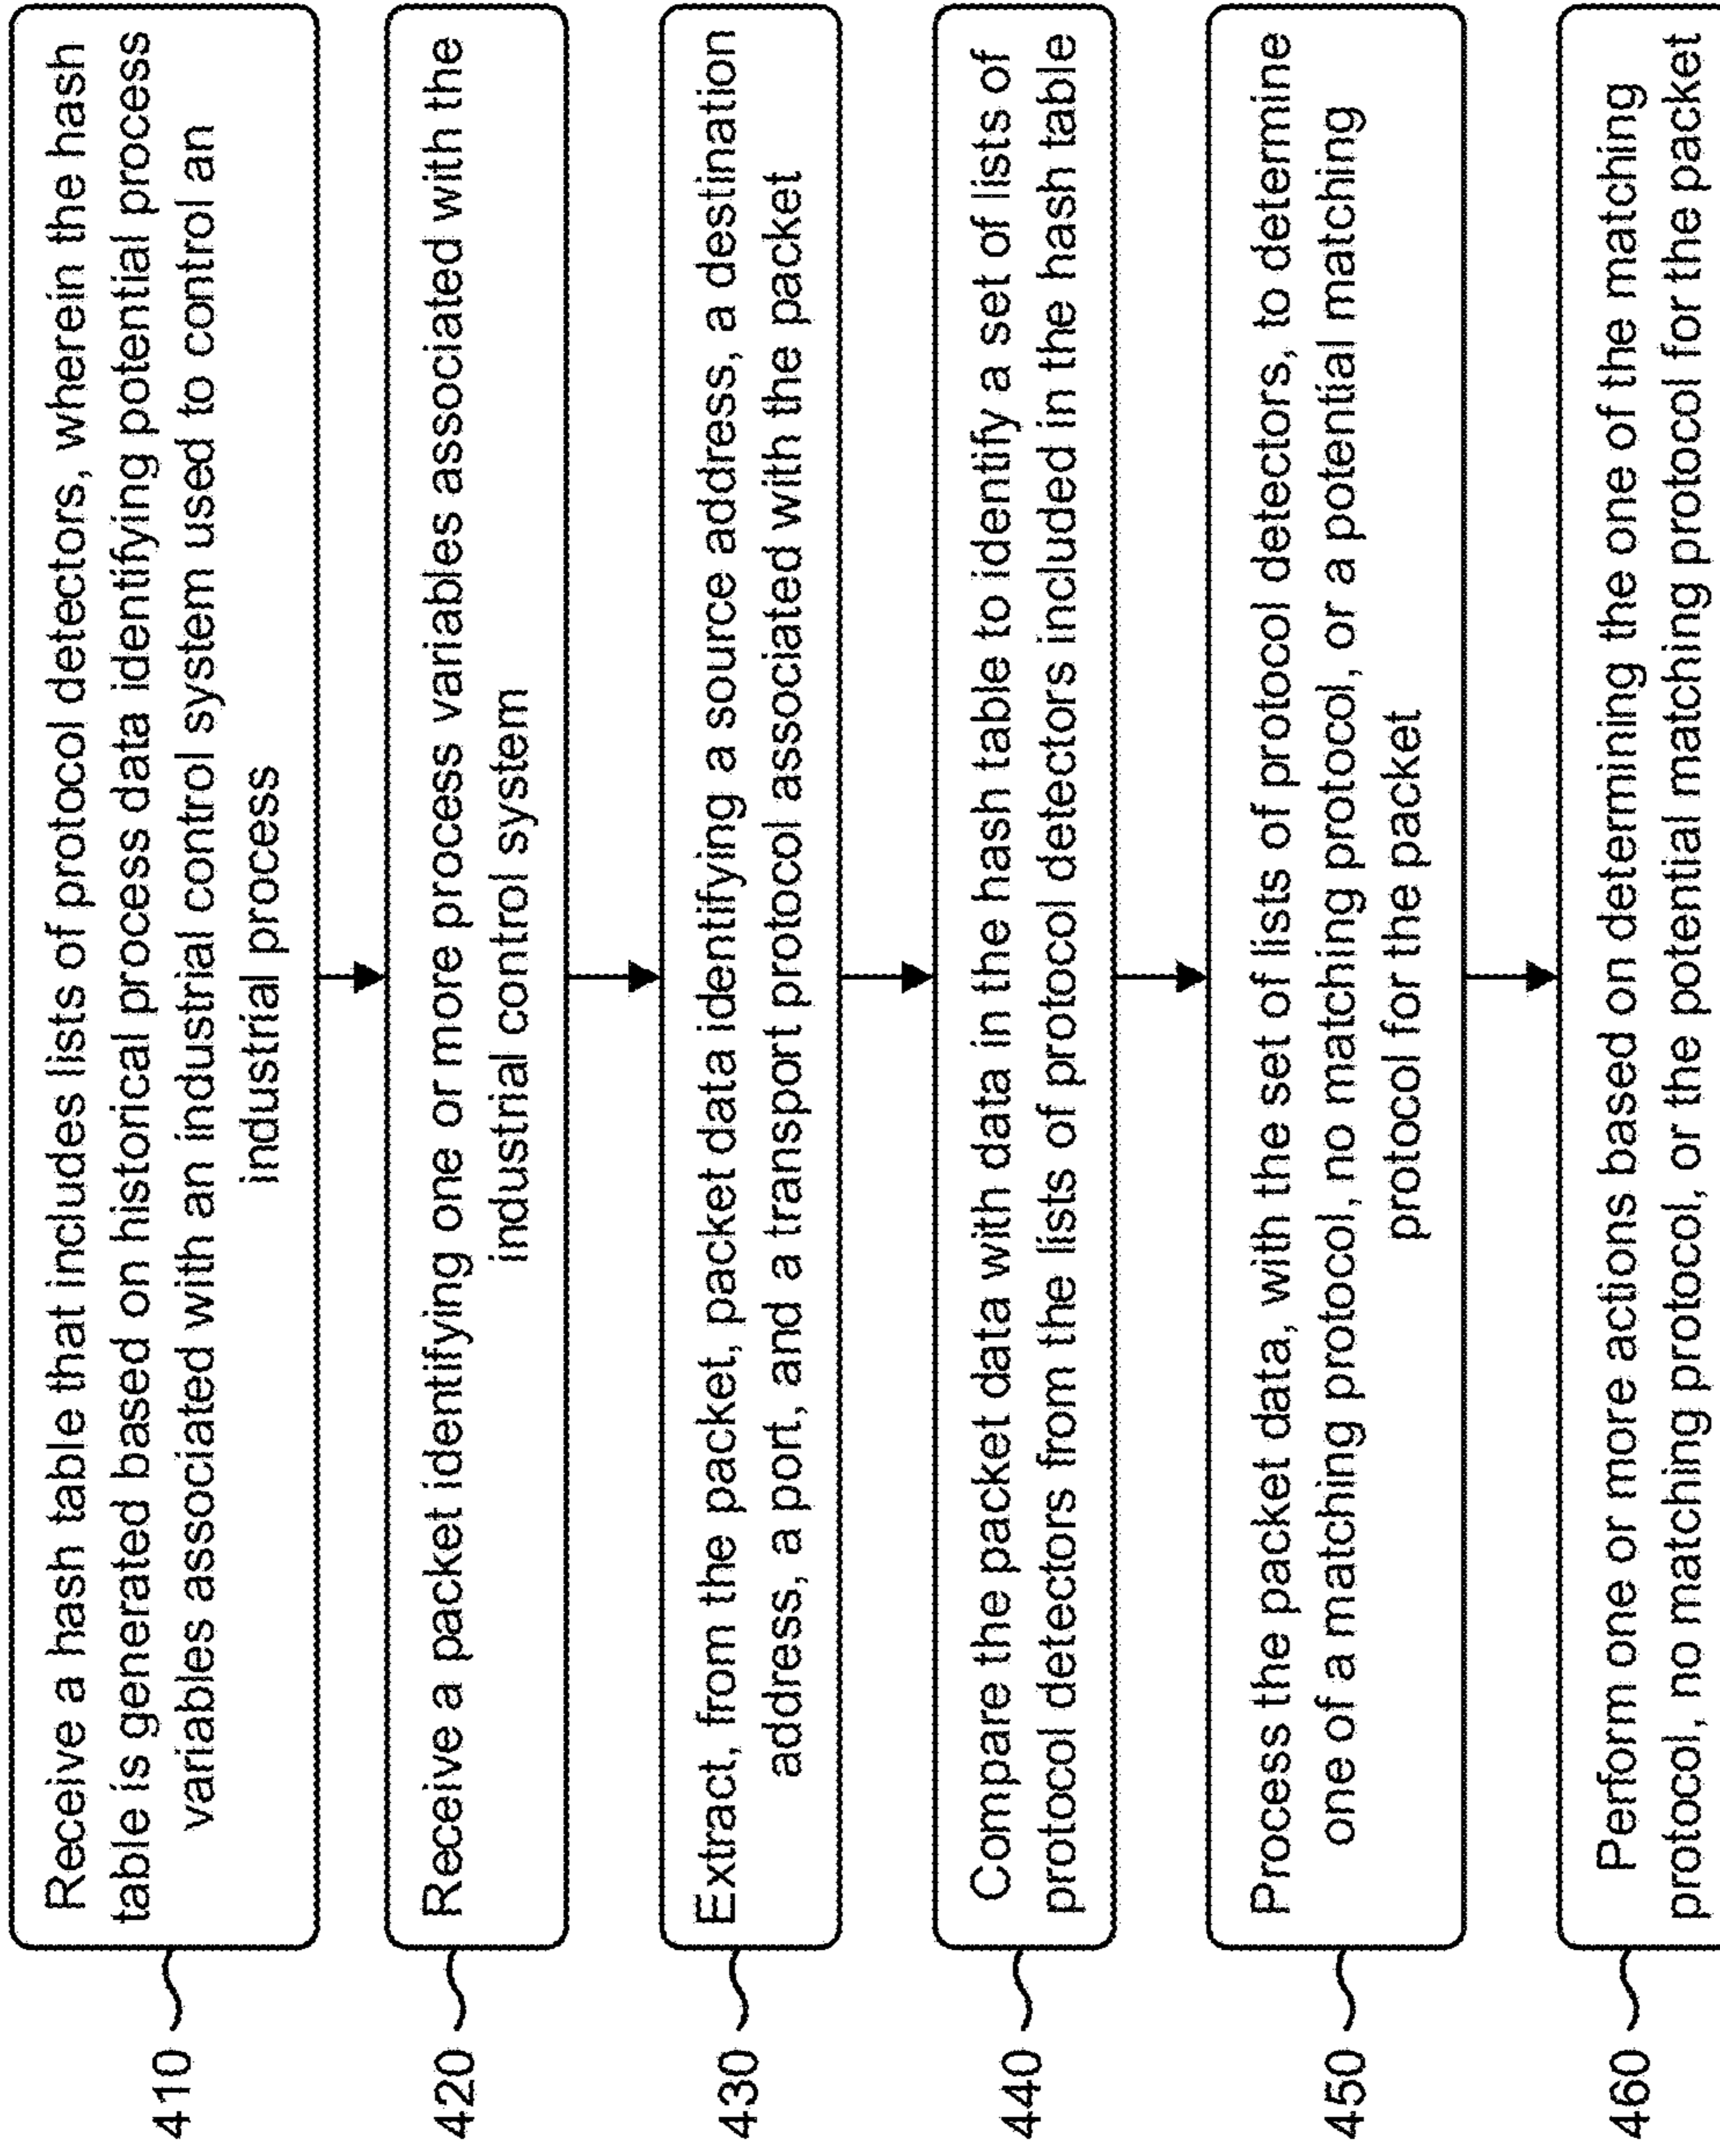 410
Receive a hash table that includes lists of protocol detectors, wherein the hash
table is generated based on historical process data identifying potential process
variables associated with an industrial control system used to control an
industrial process
420
Receive a packet identifying one or more process variables associated with the
industrial control system
430
Extract, from the packet, packet data identifying a source address, a destination
address, a port, and a transport protocol associated with the packet
440
Compare the packet data with data in the hash table to identify a set of lists of
protocol detectors from the lists of protocol detectors included in the hash table
450
Process the packet data, with the set of lists of protocol detectors, to determine
one of a matching protocol, no matching protocol, or a potential matching
protocol for the packet
460
Perform one or more actions based on determining the one of the matching
protocol, no matching protocol, or the potential matching protocol for the packet